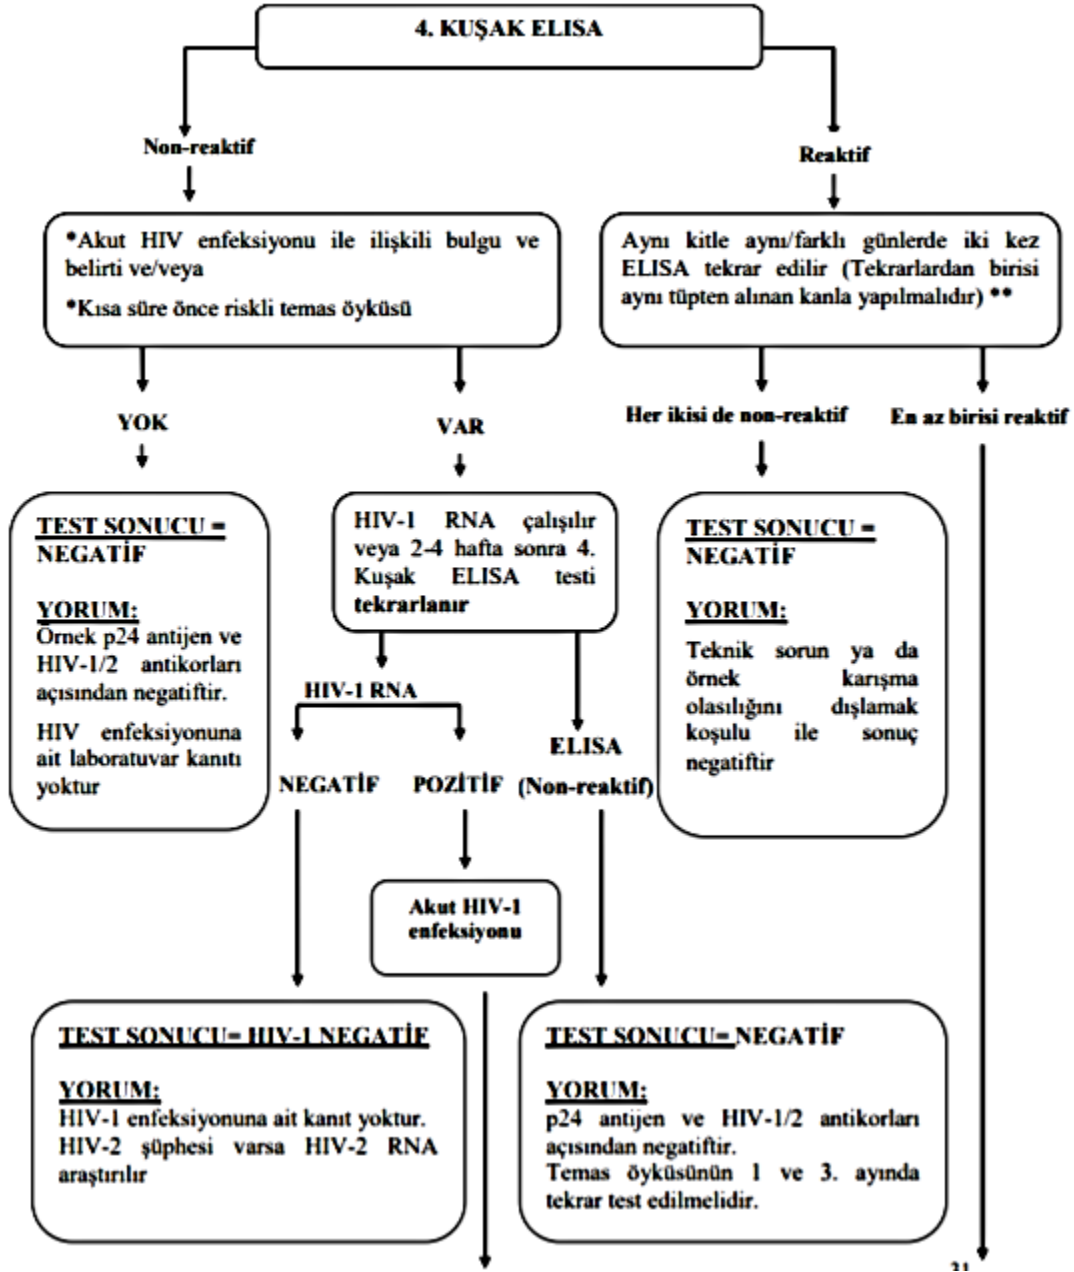 4. KUŞAK ELISA
Non-reaktif
Reaktif
*Akut HIV enfeksiyonu ile ilişkili bulgu ve
belirti ve/veya
*Kısa süre önce riskli temas öyküsü
Aynı kitle aynı/farklı günlerde iki kez
ELISA tekrar edilir (Tekrarlardan birisi
aynı tüpten alınan kanla yapılmalıdır) **
YOK
VAR
Her ikisi de non-reaktif
En az birisi reaktif
TEST SONUCU =
NEGATİF
YORUM:
Örnek p24 antijen ve
HIV-1/2 antikorları
açısından negatiftir.
HIV enfeksiyonuna
ait laboratuvar kanıtı
yoktur
HIV-1 RNA çalışılır
veya 2-4 hafta sonra 4.
Kuşak ELISA testi
tekrarlanır
TEST SONUCU =
NEGATİF
YORUM:
Teknik sorun ya da
örnek karışma
olasılığını dışlamak
koşulu ile sonuç
negatiftir
HIV-1 RNA
NEGATİF
POZİTİF
ELISA
(Non-reaktif)
Akut HIV-1
enfeksiyonu
TEST SONUCU= HIV-1 NEGATİF
YORUM:
HIV-1 enfeksiyonuna ait kanıt yoktur.
HIV-2 şüphesi varsa HIV-2 RNA
araştırılır
TEST SONUCU= NEGATİF
YORUM:
p24 antijen ve HIV-1/2 antikorları
açısından negatiftir.
Temas öyküsünün 1 ve 3. ayında
tekrar test edilmelidir.